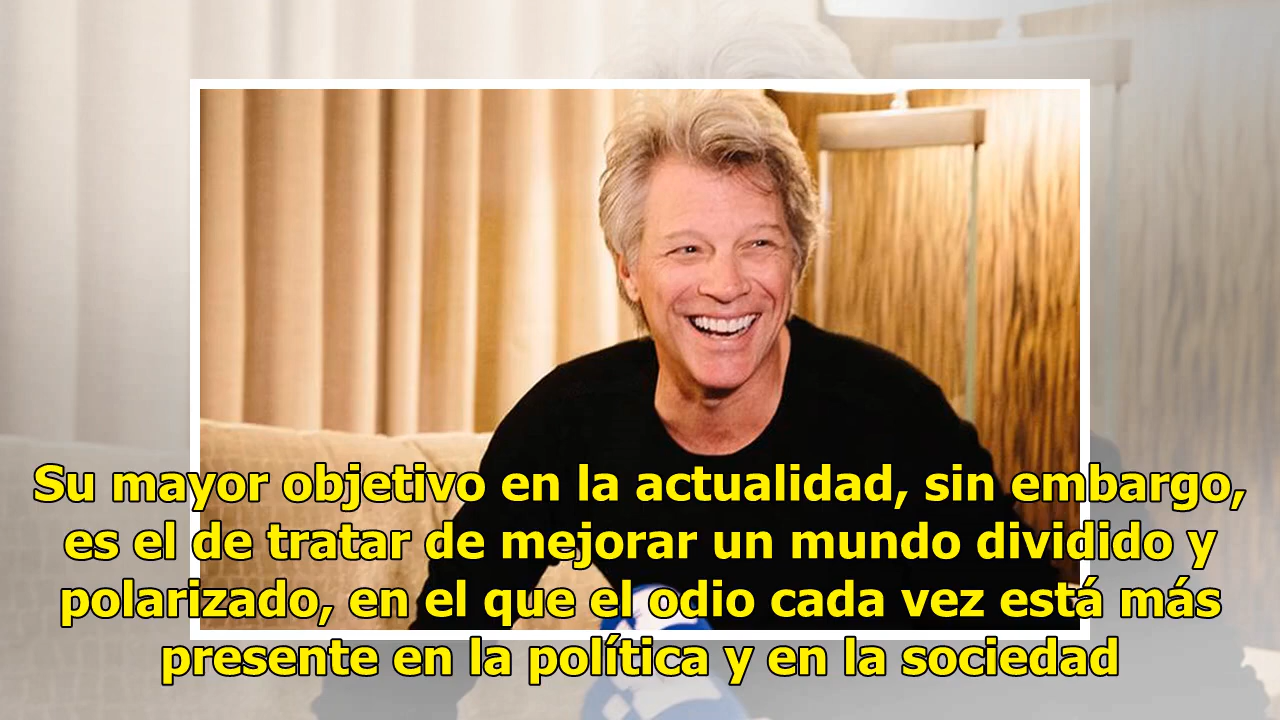 Su mayor objetivo en la actualidad, sin embargo,
es el de tratar de mejorar un mundo dividido y
polarizado, en el que el odio cada vez está más
presente en la política y en la sociedad